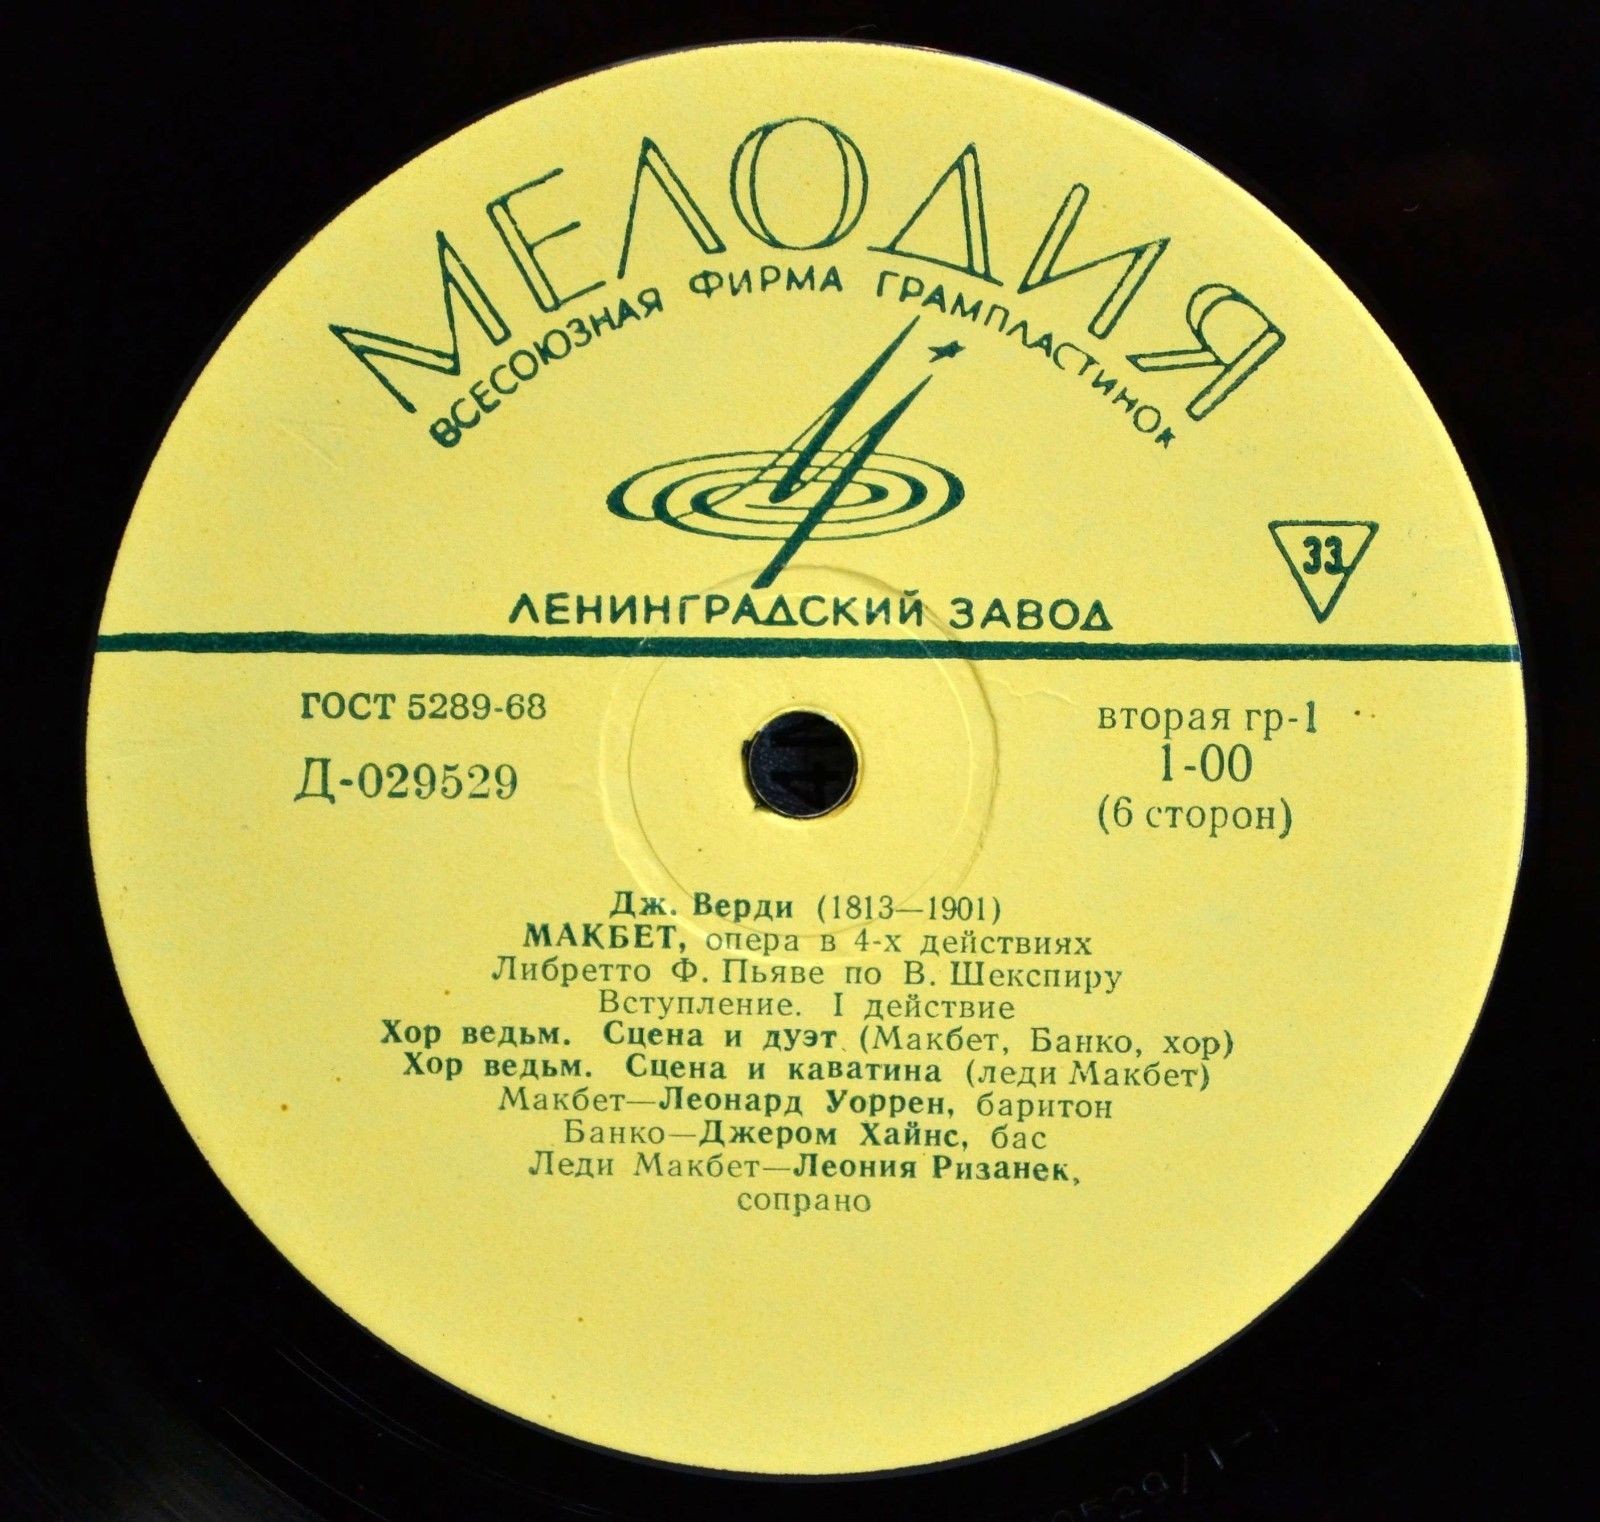 МЕЛОДИЯ
ВСЕСОЮЗНАЯ ФИРМА ГРАМПЛАСТИНОК
33
ЛЕНИНГРАДСКИЙ ЗАВОД
ГОСТ 5289-68
вторая гр-1
Д-029529
1-00
(6 сторон)
Дж. Верди (1813—1901)
МАКБЕТ, опера в 4-х действиях
Либретто Ф. Пьяве по В. Шекспиру
Вступление. I действие
Хор ведьм. Сцена и дуэт (Макбет, Банко, хор)
Хор ведьм. Сцена и каватина (леди Макбет)
Макбет—Леонард Уоррен, баритон
Банко—Джером Хайнс, бас
Леди Макбет—Леония Ризанек,
сопрано